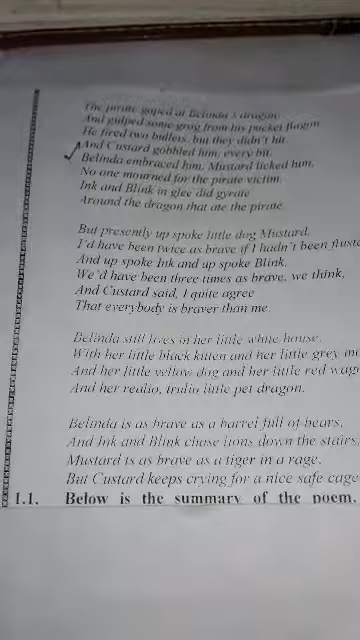 The pirate gaped at Belinda's dragon,
And gulped some grog from his pocket flagon,
He fired two bullets, but they didn't hit,
And Custard gobbled him, every bit.
Belinda embraced him, Mustard licked him,
No one mourned for the pirate victim.
Ink and Blink in glee did gyrate
Around the dragon that ate the pirate.
But presently up spoke little dog Mustard,
I'd have been twice as brave if I hadn't been fluste
And up spoke Ink and up spoke Blink,
We'd have been three times as brave, we think,
And Custard said, I quite agree
That everybody is braver than me.
Belinda still lives in her little white house,
With her little black kitten and her little grey mo
And her little yellow dog and her little red wago
And her realio, trulio little pet dragon.
Belinda is as brave as a barrel full of bears,
And Ink and Blink chase lions down the stairs,
Mustard is as brave as a tiger in a rage,
But Custard keeps crying for a nice safe cage
1.1. Below is the summary of the poem.